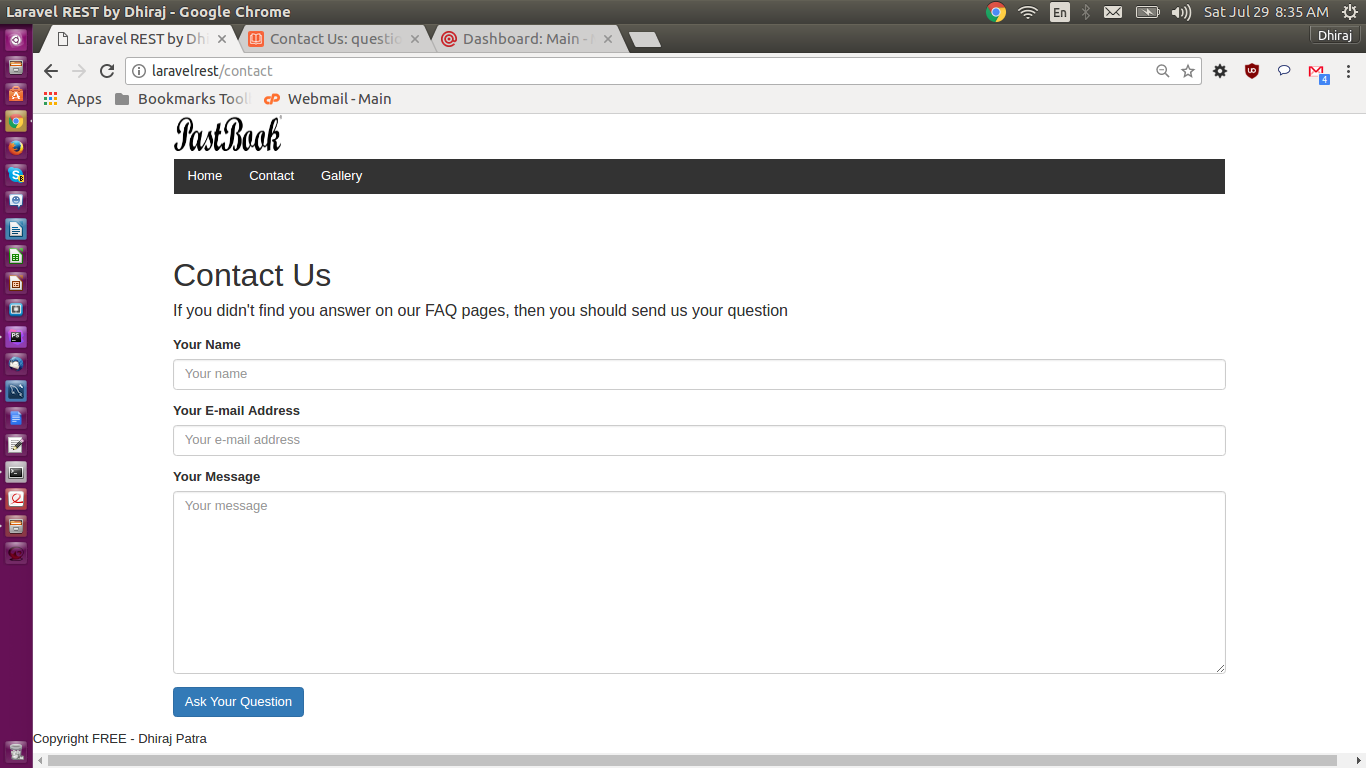 Laravel REST by Dhiraj - Google Chrome
En
Sat Jul 29 8:35 AM
Laravel REST by Dhi
Contact Us: questio
Dashboard: Main -
Dhiraj
laravelrest/contact
4
Apps
Bookmarks Tool
Webmail - Main
PastBook
Home Contact Gallery
Contact Us
If you didn't find you answer on our FAQ pages, then you should send us your question
Your Name
Your name
Your E-mail Address
Your e-mail address
Your Message
Your message
Ask Your Question
Copyright FREE - Dhiraj Patra